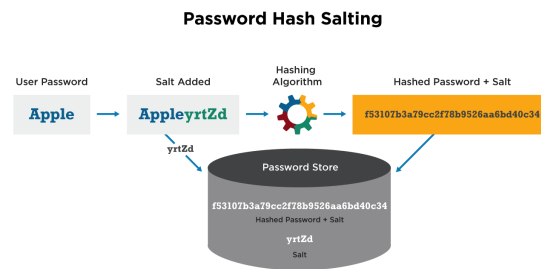 Password Hash Salting
User Password
Salt Added
Hashing
Algorithm
Hashed Password + Salt
Apple
AppleyrtZd
f53107b3a79cc2f78b9526aa6bd40c34
yrtZd
Password Store
f53107b3a79cc2f78b9526aa6bd40c34
Hashed Password + Salt
yrtZd
Salt